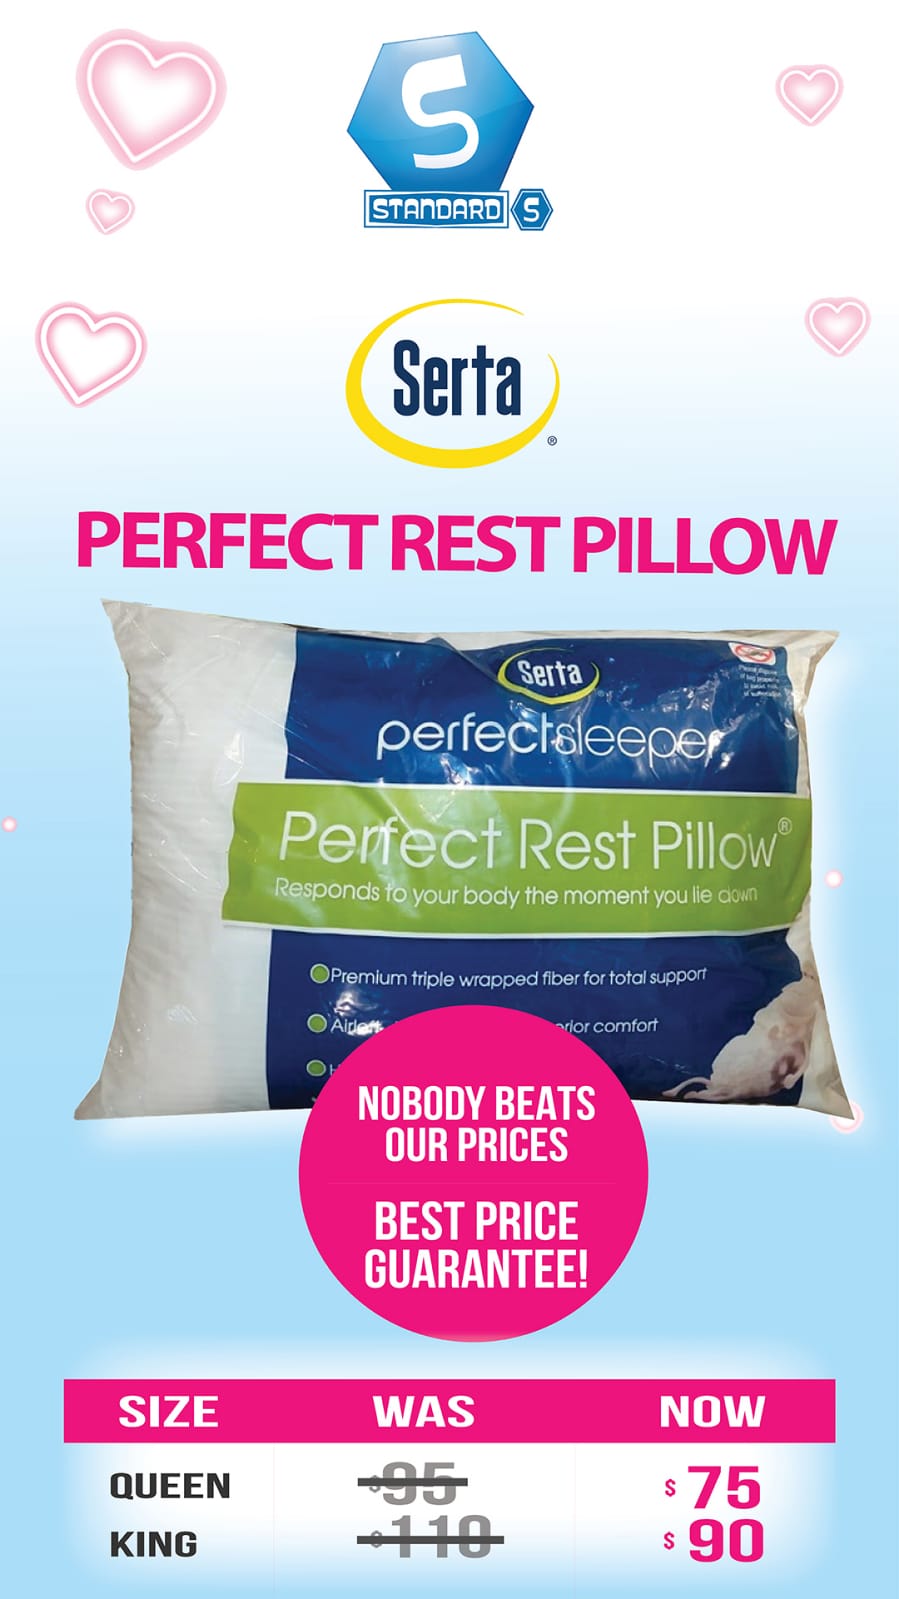 S
STANDARD S
Serta®
PERFECT REST PILLOW
Serta
perfectsleeper
Perfect Rest Pillow®
Responds to your body the moment you lie down
Premium triple wrapped fiber for total support
comfort
NOBODY BEATS
OUR PRICES
BEST PRICE
GUARANTEE!
SIZE WAS NOW
QUEEN $95 $75
KING $110 $90